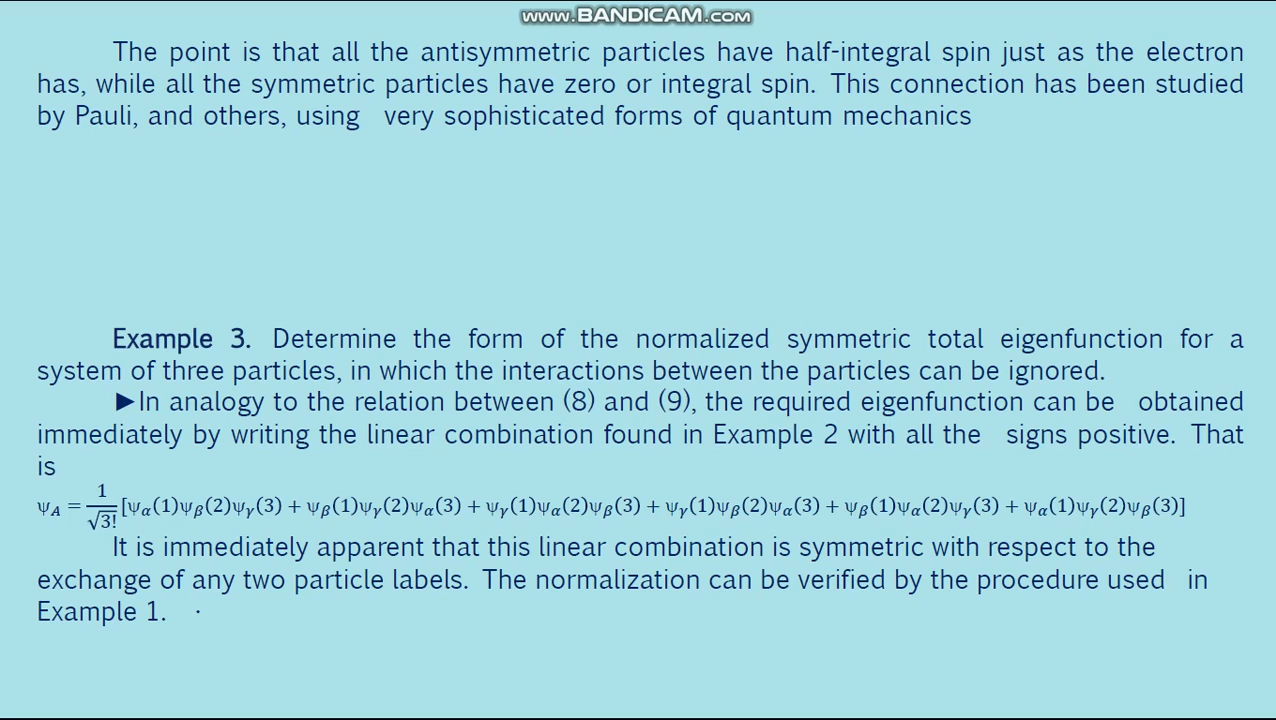 www.BANDICAM.com
The point is that all the antisymmetric particles have half-integral spin just as the electron
has, while all the symmetric particles have zero or integral spin. This connection has been studied
by Pauli, and others, using very sophisticated forms of quantum mechanics
Example 3. Determine the form of the normalized symmetric total eigenfunction for a
system of three particles, in which the interactions between the particles can be ignored.
►In analogy to the relation between (8) and (9), the required eigenfunction can be obtained
immediately by writing the linear combination found in Example 2 with all the signs positive. That
is
ψ_A = 1/√3! [ψ_α(1)ψ_β(2)ψ_γ(3) + ψ_β(1)ψ_γ(2)ψ_α(3) + ψ_γ(1)ψ_α(2)ψ_β(3) + ψ_γ(1)ψ_β(2)ψ_α(3) + ψ_β(1)ψ_α(2)ψ_γ(3) + ψ_α(1)ψ_γ(2)ψ_β(3)]
It is immediately apparent that this linear combination is symmetric with respect to the
exchange of any two particle labels. The normalization can be verified by the procedure used in
Example 1. ·